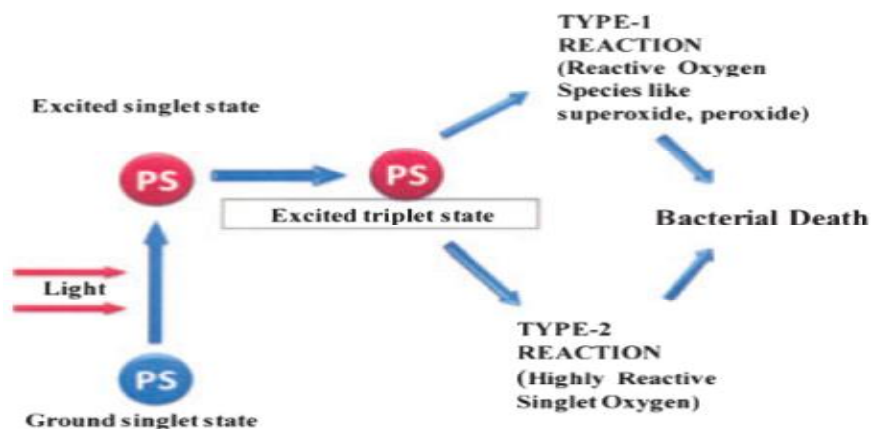 TYPE-1
REACTION
(Reactive Oxygen
Species like
superoxide, peroxide)
Excited singlet state
PS
PS
Excited triplet state
Bacterial Death
Light
TYPE-2
REACTION
(Highly Reactive
Singlet Oxygen)
PS
Ground singlet state